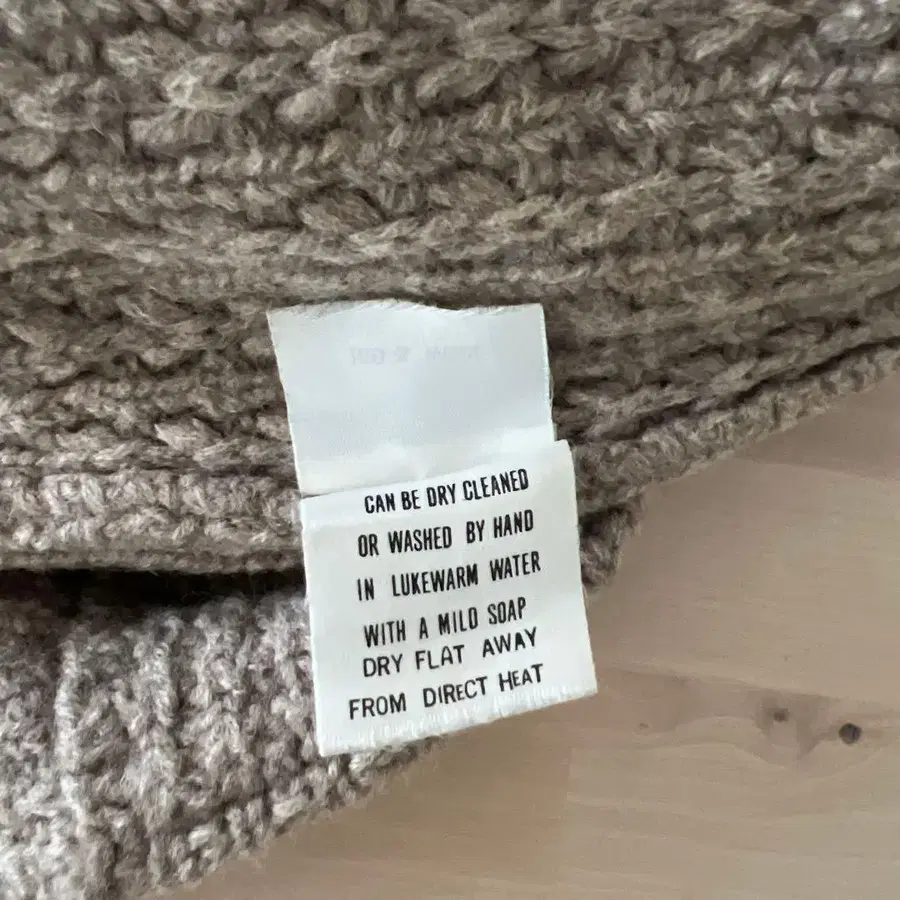 CAN BE DRY CLEANED
OR WASHED BY HAND
IN LUKEWARM WATER
WITH A MILD SOAP
DRY FLAT AWAY
FROM DIRECT HEAT